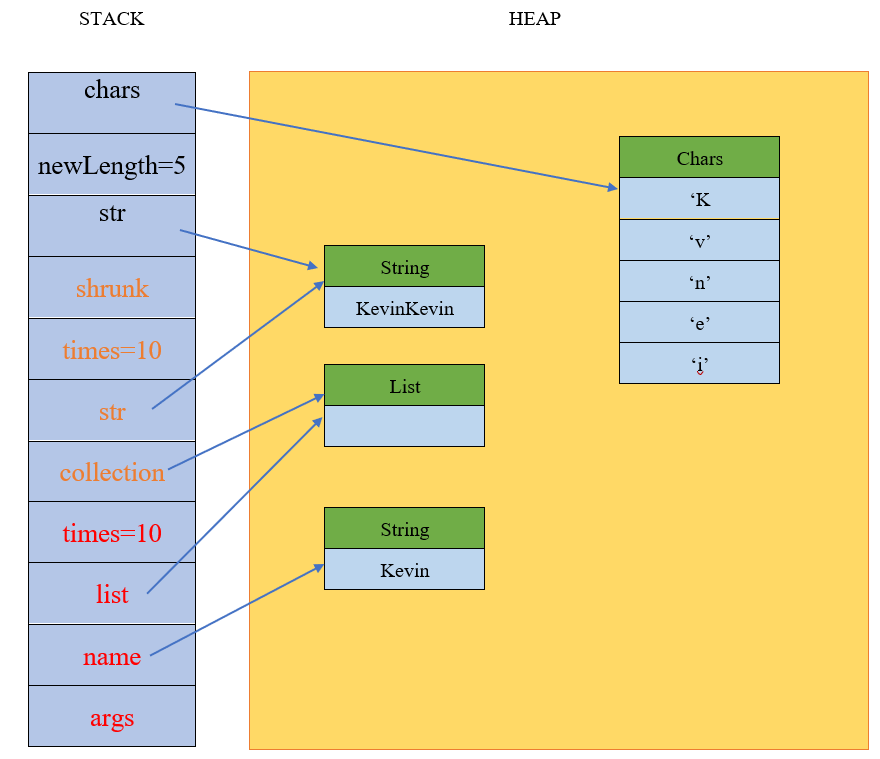 STACK
HEAP
chars
newLength=5
str
shrunk
times=10
str
collection
times=10
list
name
args
Chars
‘K
‘v’
‘n’
‘e’
‘i’
String
KevinKevin
List
String
Kevin